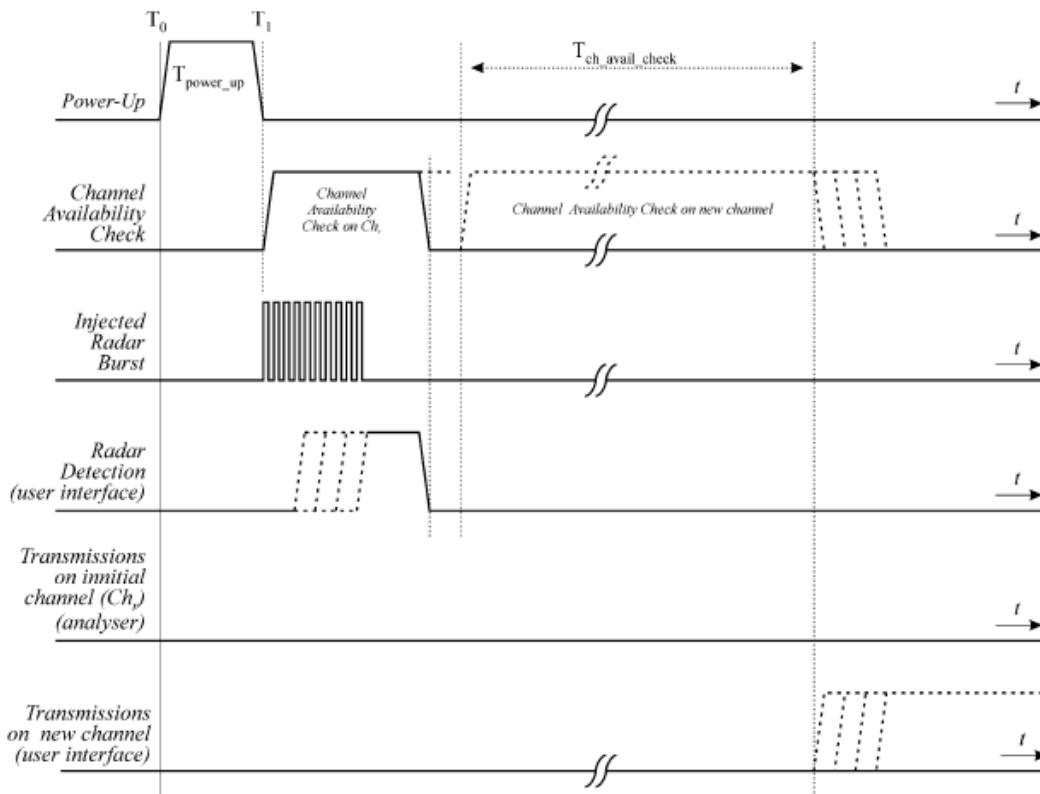 T0 T1
Tch_avail_check
Tpower_up
t
Power-Up
Channel
Availability
Check
Channel
Availability
Check on Chr
Channel Availability Check on new channel
t
Injected
Radar
Burst
t
Radar
Detection
(user interface)
t
Transmissions
on innitial
channel (Chr)
(analyser)
t
Transmissions
on new channel
(user interface)
t